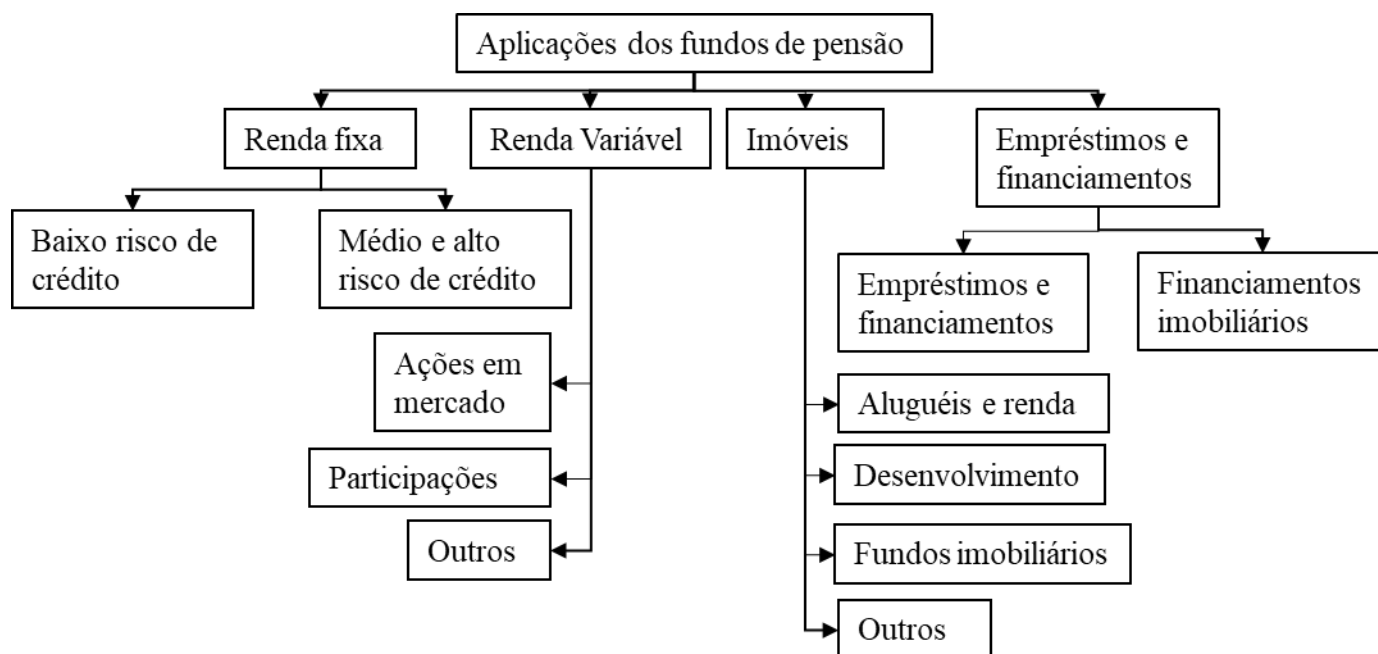 Aplicações dos fundos de pensão
Renda fixa
Renda Variável
Imóveis
Empréstimos e
financiamentos
Baixo risco de
crédito
Médio e alto
risco de crédito
Empréstimos e
financiamentos
Financiamentos
imobiliários
Ações em
mercado
Participações
Outros
Aluguéis e renda
Desenvolvimento
Fundos imobiliários
Outros